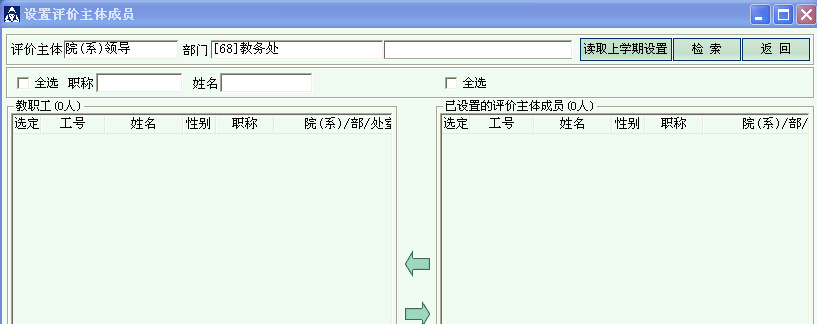 设置评价主体成员
评价主体 院(系)领导 部门 [68]教务处 读取上学期设置 检 索 返 回
全选 职称 姓名 全选
教职工(0人) 已设置的评价主体成员(0人)
选定 工号 姓名 性别 职称 院(系)/部/处室 选定 工号 姓名 性别 职称 院(系)/部/